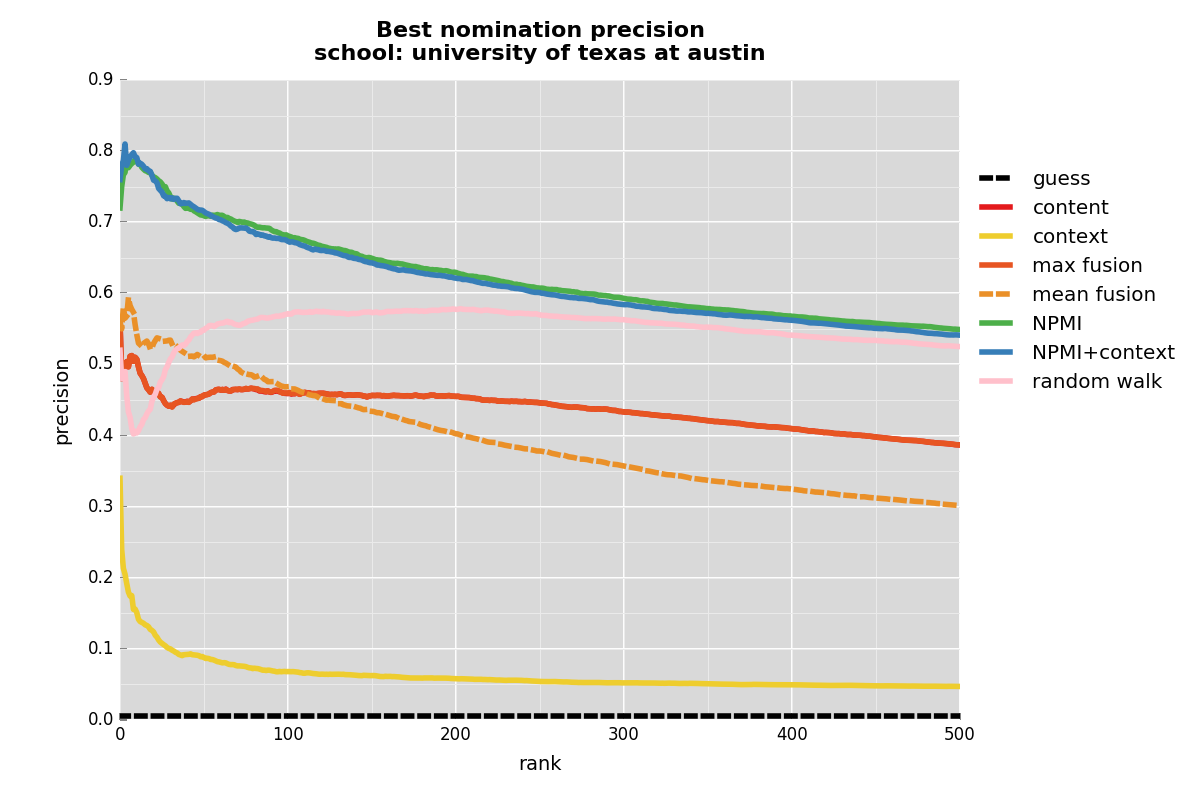 Best nomination precision
school: university of texas at austin
0.9
0.8
0.7
0.6
0.5
0.4
0.3
0.2
0.1
0.0
precision
0
100
200
300
400
500
rank
guess
content
context
max fusion
mean fusion
NPMI
NPMI+context
random walk